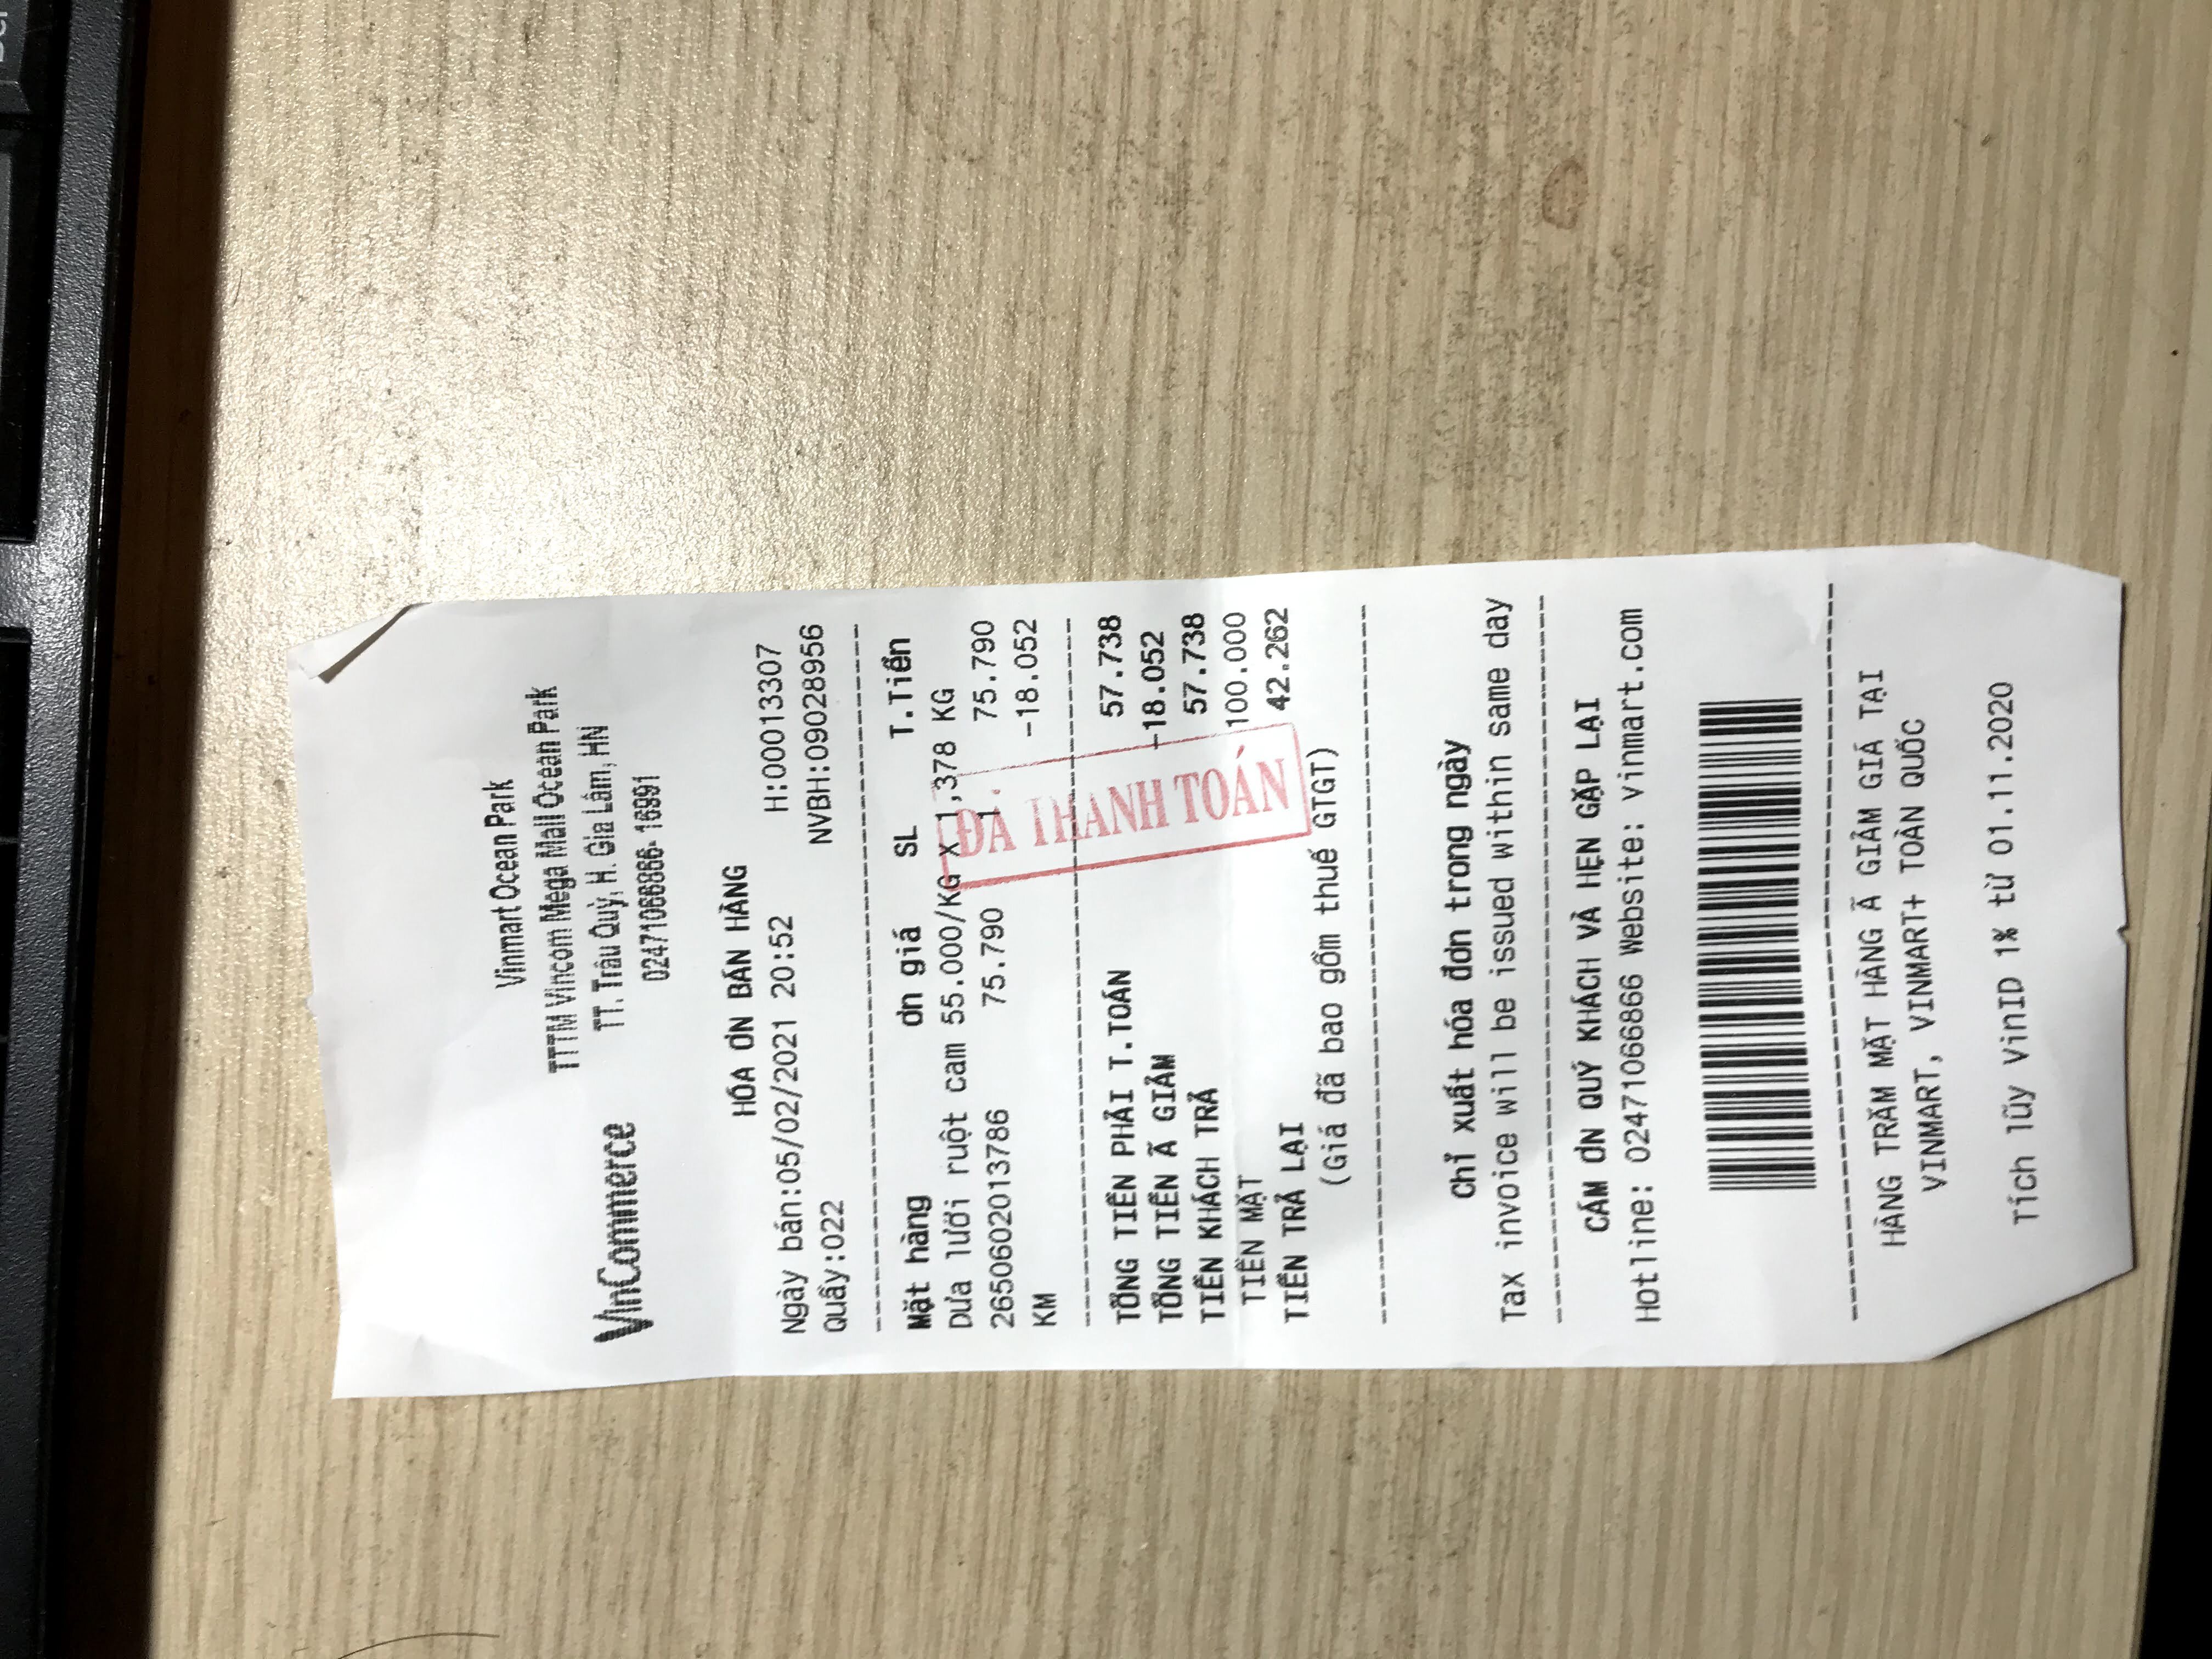 Vinmart Ocean Park
TTTM Vincom Mega Mall Ocean Park
TT. Trâu Quỳ, H. Gia Lâm, HN
02471066866- 16991
VinCommerce
HÓA ƠN BÁN HÀNG
Ngày bán:05/02/2021 20:52 H:00013307
Quầy:022 NVBH:09028956
Mặt hàng ơn giá SL T.Tiền
Dưa lưới ruột cam 55.000/KG X 1,378 KG
2650602013786 75.790 1 75.790
KM -18.052
TỔNG TIỀN PHẢI T.TOÁN 57.738
TỔNG TIỀN Ã GIẢM -18.052
TIỀN KHÁCH TRẢ 57.738
TIỀN MẶT 100.000
TIỀN TRẢ LẠI 42.262
(Giá đã bao gồm thuế GTGT)
ĐÃ THANH TOÁN
Chỉ xuất hóa đơn trong ngày
Tax invoice will be issued within same day
CÁM ƠN QUÝ KHÁCH VÀ HẸN GẶP LẠI
Hotline: 02471066866 Website: vinmart.com
HÀNG TRĂM MẶT HÀNG Ã GIẢM GIÁ TẠI
VINMART, VINMART+ TOÀN QUỐC
Tích lũy VinID 1% từ 01.11.2020